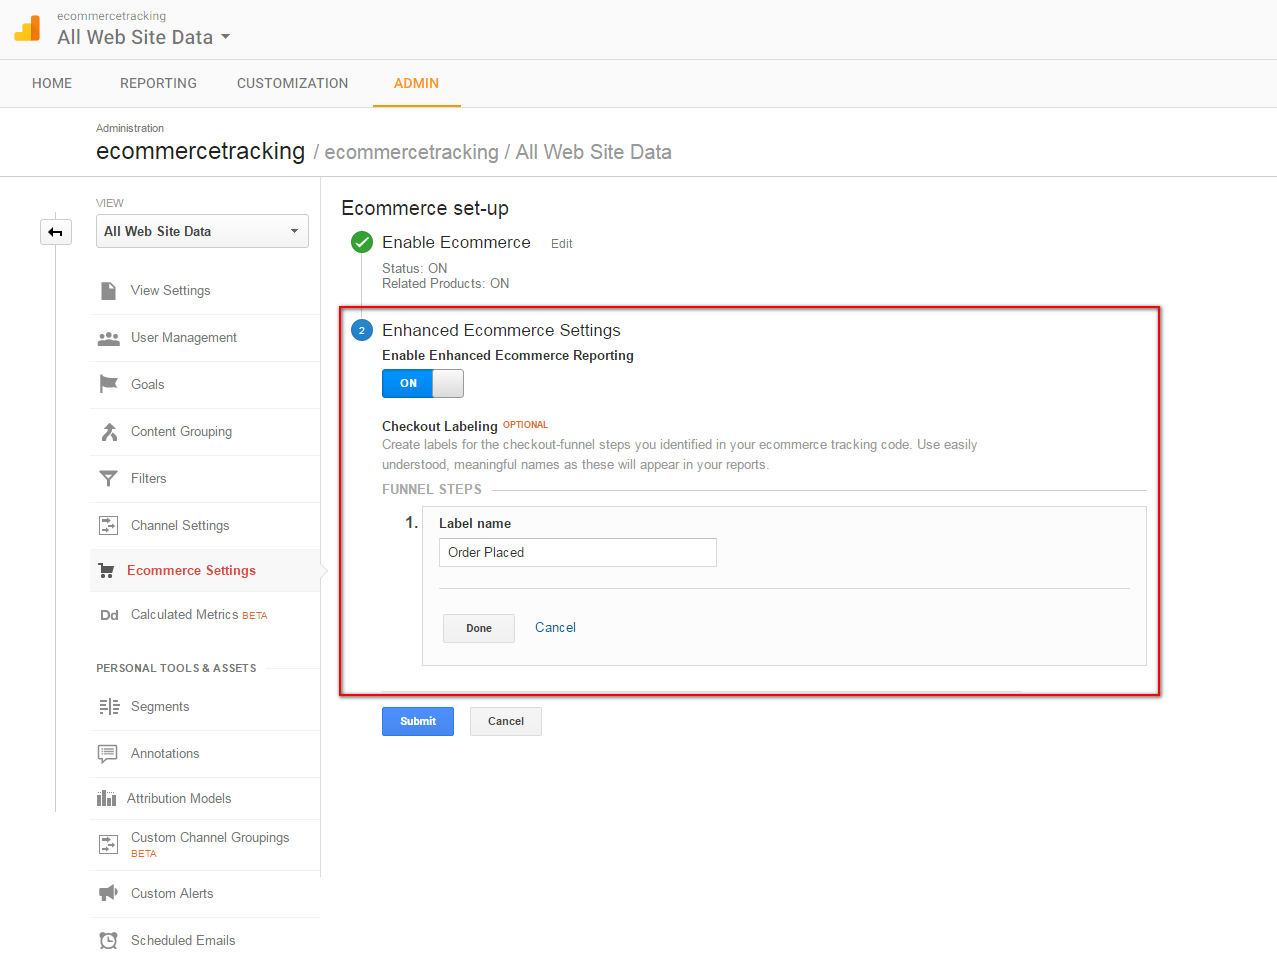 ecommercetracking
All Web Site Data
HOME REPORTING CUSTOMIZATION ADMIN
Administration
ecommercetracking / ecommercetracking / All Web Site Data
VIEW
All Web Site Data
View Settings
User Management
Goals
Content Grouping
Filters
Channel Settings
Ecommerce Settings
Dd Calculated Metrics BETA
PERSONAL TOOLS & ASSETS
Segments
Annotations
Attribution Models
Custom Channel Groupings
BETA
Custom Alerts
Scheduled Emails
Ecommerce set-up
Enable Ecommerce Edit
Status: ON
Related Products: ON
2 Enhanced Ecommerce Settings
Enable Enhanced Ecommerce Reporting
ON
Checkout Labeling OPTIONAL
Create labels for the checkout-funnel steps you identified in your ecommerce tracking code. Use easily
understood, meaningful names as these will appear in your reports.
FUNNEL STEPS
1. Label name
Order Placed
Done Cancel
Submit Cancel